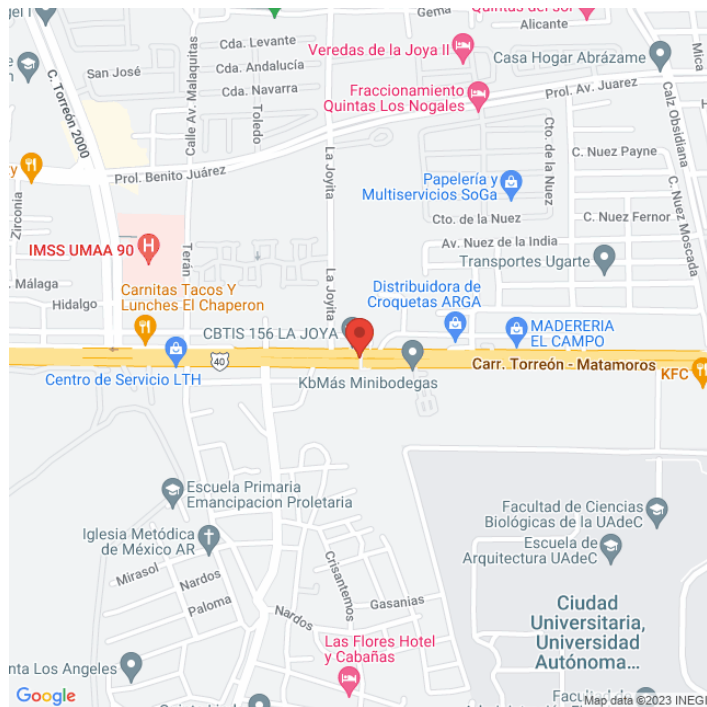 Gema
Quintas del sol
Alicante
Cda. Levante
Calle Av. Malaquitas
Veredas de la Joya II
Casa Hogar Abrázame
Mica
San José
Cda. Andalucía
C. Torreón 2000
Cda. Navarra
Toledo
Fraccionamiento
Quintas Los Nogales
Prol. Av. Juarez
Calz Obsidiana
La Joyita
Cto. de la Nuez
C. Nuez Payne
Prol. Benito Juárez
Papelería y
Multiservicios SoGa
C. Nuez Moscada
Zirconia
Cto. de la Nuez
C. Nuez Fernor
IMSS UMAA 90
H
Terán
Av. Nuez de la India
Transportes Ugarte
Málaga
La Joyita
Hidalgo
Carnitas Tacos Y
Lunches El Chaperon
Distribuidora de
Croquetas ARGA
CBTIS 156 LA JOYA
MADERERIA
EL CAMPO
40
Centro de Servicio LTH
KbMás Minibodegas
Carr. Torreón - Matamoros
KFC
Escuela Primaria
Emancipacion Proletaria
Facultad de Ciencias
Biológicas de la UAdeC
Iglesia Metódica
de México AR
Escuela de
Arquitectura UAdeC
Mirasol
Nardos
Crisantemos
Paloma
Gasanias
Nardos
Ciudad
Universitaria,
Universidad
Autónoma...
Las Flores Hotel
y Cabañas
nta Los Angeles
Facultad de
Google
Map data ©2023 INEGI